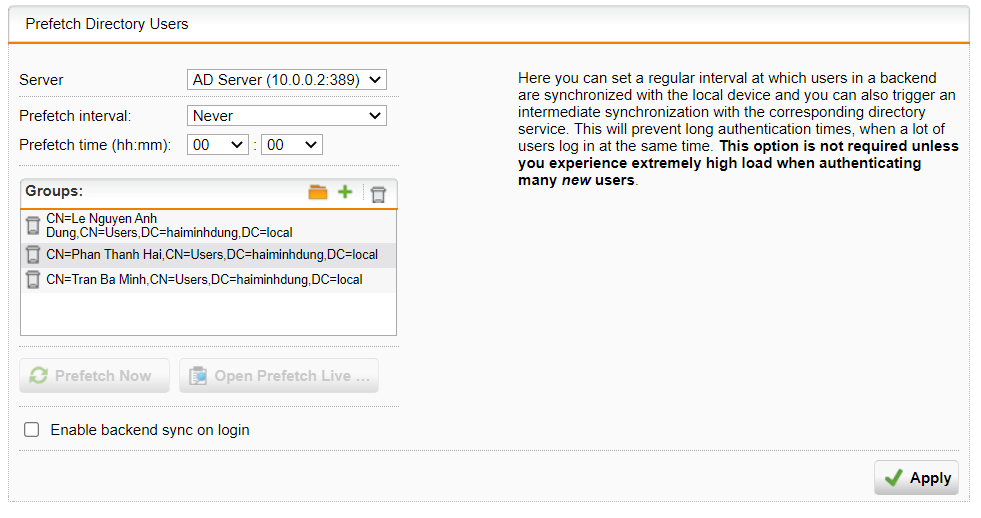 Prefetch Directory Users
Server
AD Server (10.0.0.2:389)
Prefetch interval:
Never
Prefetch time (hh:mm):
00 : 00
Groups:
CN=Le Nguyen Anh
Dung,CN=Users,DC=haiminhdung,DC=local
CN=Phan Thanh Hai,CN=Users,DC=haiminhdung,DC=local
CN=Tran Ba Minh,CN=Users,DC=haiminhdung,DC=local
Prefetch Now
Open Prefetch Live ...
Enable backend sync on login
Here you can set a regular interval at which users in a backend
are synchronized with the local device and you can also trigger an
intermediate synchronization with the corresponding directory
service. This will prevent long authentication times, when a lot of
users log in at the same time. This option is not required unless
you experience extremely high load when authenticating
many new users.
Apply